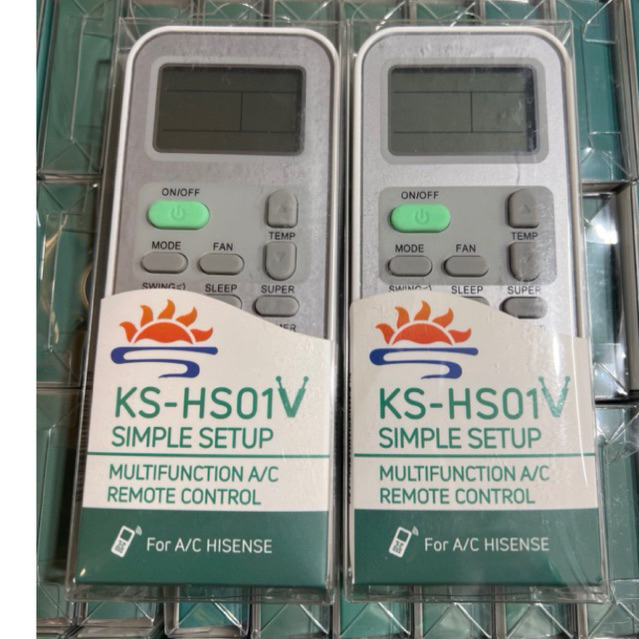 ON/OFF
TEMP
MODE FAN
SWING SLEEP SUPER
KS-HS01V
SIMPLE SETUP
MULTIFUNCTION A/C
REMOTE CONTROL
For A/C HISENSE
ON/OFF
TEMP
MODE FAN
SWING SLEEP SUPER
KS-HS01V
SIMPLE SETUP
MULTIFUNCTION A/C
REMOTE CONTROL
For A/C HISENSE